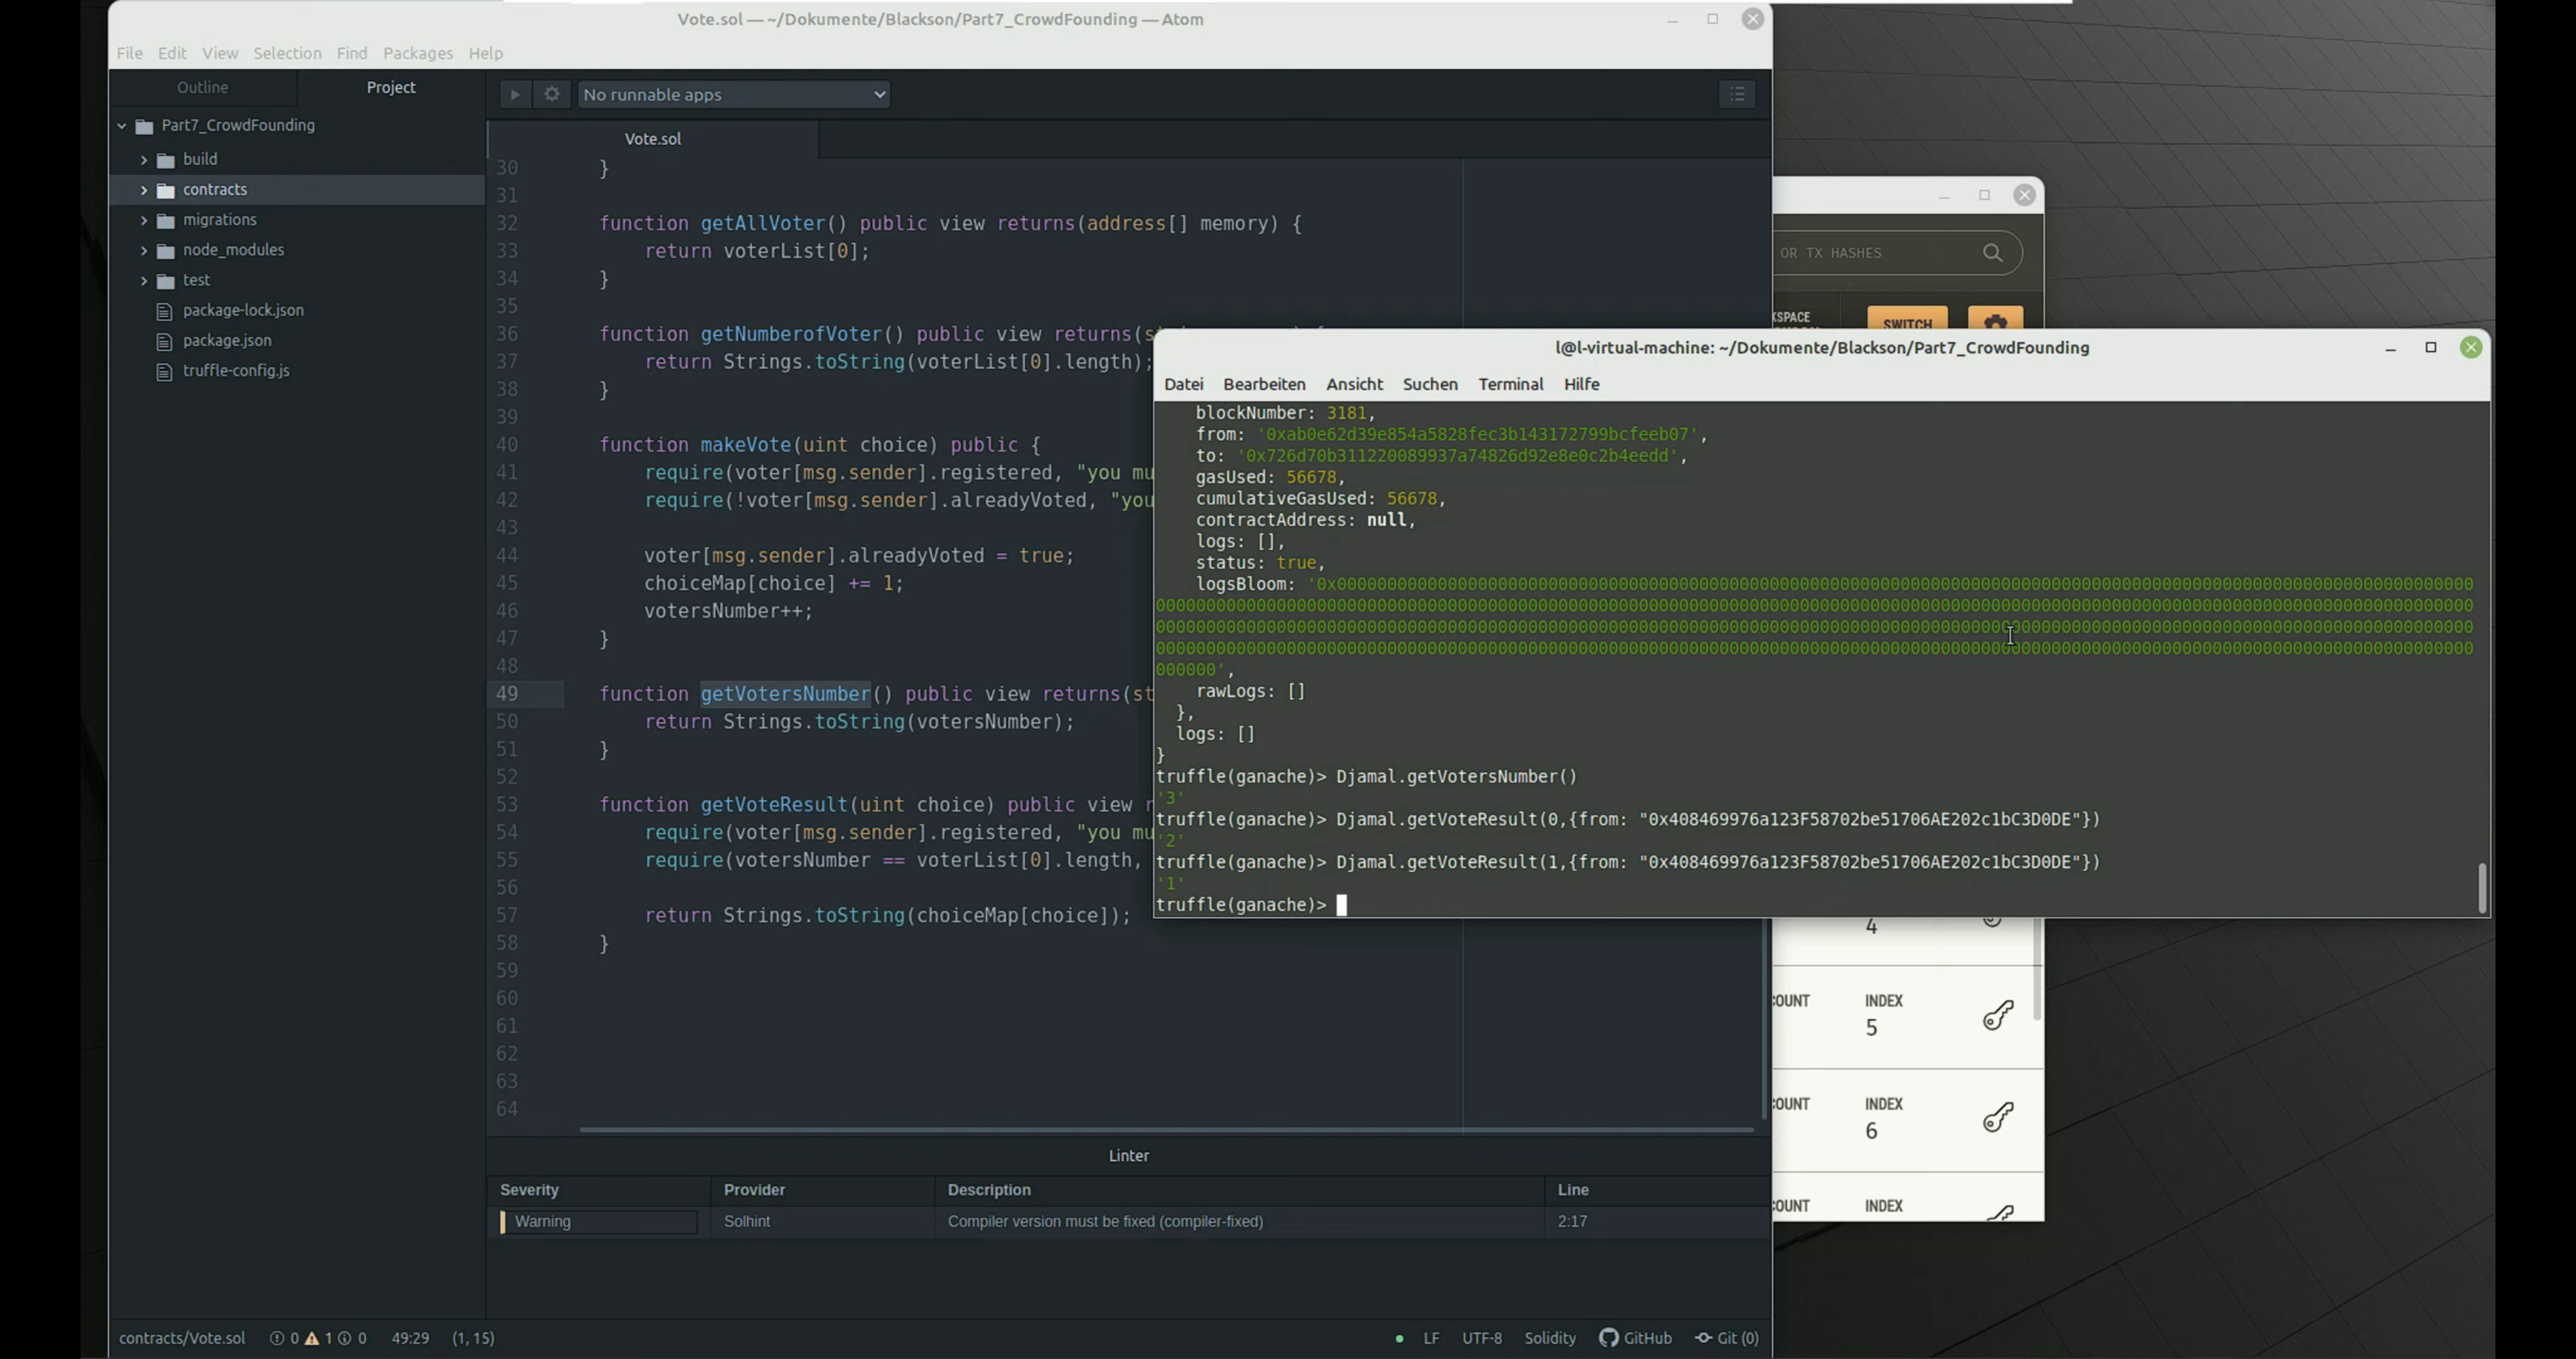 Vote.sol — ~/Dokumente/Blackson/Part7_CrowdFounding — Atom
File Edit View Selection Find Packages Help
Outline Project
Part7_CrowdFounding
build
contracts
migrations
node_modules
test
package-lock.json
package.json
truffle-config.js
No runnable apps
Vote.sol
30 }
31
32 function getAllVoter() public view returns(address[] memory) {
33 return voterList[0];
34 }
35
36 function getNumberofVoter() public view returns(
37 return Strings.toString(voterList[0].length);
38 }
39
40 function makeVote(uint choice) public {
41 require(voter[msg.sender].registered, "you mu
42 require(!voter[msg.sender].alreadyVoted, "you
43
44 voter[msg.sender].alreadyVoted = true;
45 choiceMap[choice] += 1;
46 votersNumber++;
47 }
48
49 function getVotersNumber() public view returns(st
50 return Strings.toString(votersNumber);
51 }
52
53 function getVoteResult(uint choice) public view r
54 require(voter[msg.sender].registered, "you mu
55 require(votersNumber == voterList[0].length,
56
57 return Strings.toString(choiceMap[choice]);
58 }
59
60
61
62
63
64
Linter
Severity Provider Description Line
Warning Solhint Compiler version must be fixed (compiler-fixed) 2:17
contracts/Vote.sol 0 1 0 49:29 (1, 15) LF UTF-8 Solidity GitHub Git (0)
OR TX HASHES
SWITCH
l@l-virtual-machine: ~/Dokumente/Blackson/Part7_CrowdFounding
Datei Bearbeiten Ansicht Suchen Terminal Hilfe
blockNumber: 3181,
from: '0xab0e62d39e854a5828fec3b143172799bcfeeb07',
to: '0x726d70b311220089937a74826d92e8e0c2b4eedd',
gasUsed: 56678,
cumulativeGasUsed: 56678,
contractAddress: null,
logs: [],
status: true,
logsBloom:
000000',
rawLogs: []
},
logs: []
}
truffle(ganache)> Djamal.getVotersNumber()
'3'
truffle(ganache)> Djamal.getVoteResult(0,{from: "0x408469976a123F58702be51706AE202c1bC3D0DE"})
'2'
truffle(ganache)> Djamal.getVoteResult(1,{from: "0x408469976a123F58702be51706AE202c1bC3D0DE"})
'1'
truffle(ganache)>
4
INDEX
5
INDEX
6
INDEX